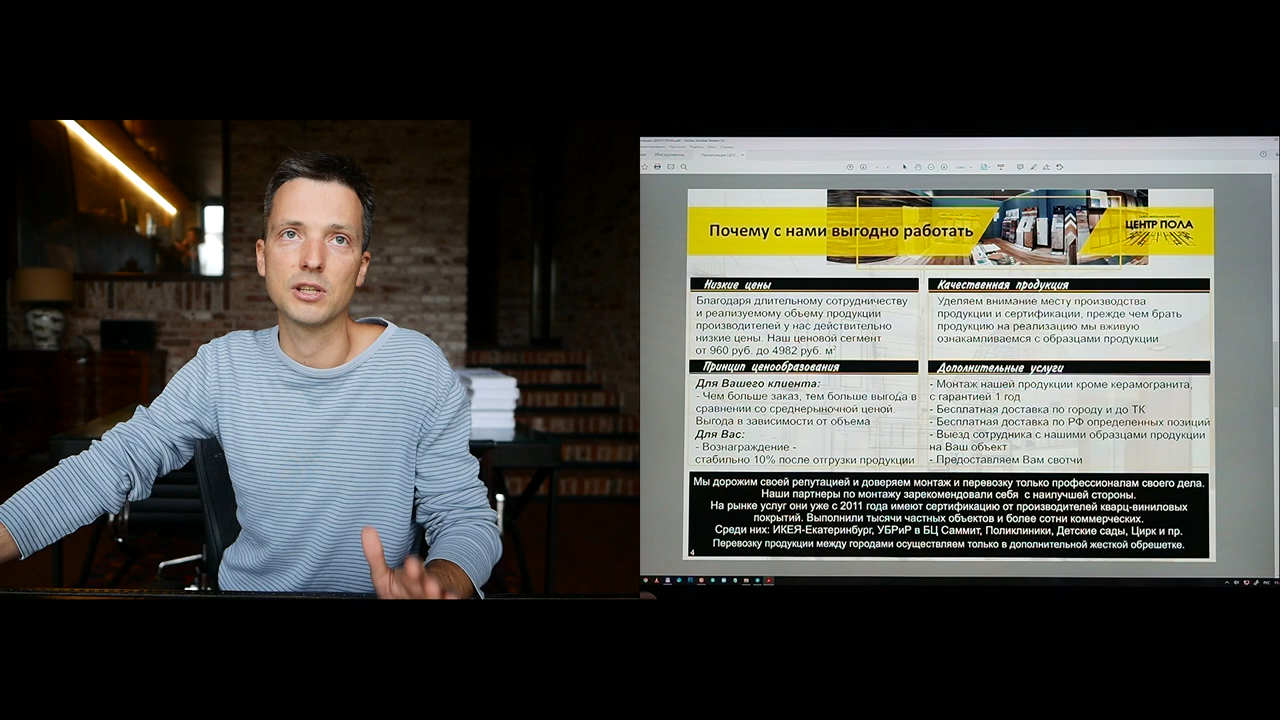 Инструменты
Почему с нами выгодно работать
ЦЕНТР ПОЛА
Низкие цены
Благодаря длительному сотрудничеству
и реализуемому объему продукции
производителей у нас действительно
низкие цены. Наш ценовой сегмент
от 960 руб. до 4982 руб. м²
Качественная продукция
Уделяем внимание месту производства
продукции и сертификации, прежде чем брать
продукцию на реализацию мы вживую
ознакамливаемся с образцами продукции
Принцип ценообразования
Для Вашего клиента:
- Чем больше заказ, тем больше выгода в
сравнении со среднерыночной ценой.
Выгода в зависимости от объема
Для Вас:
- Вознаграждение -
стабильно 10% после отгрузки продукции
Дополнительные услуги
- Монтаж нашей продукции кроме керамогранита,
с гарантией 1 год
- Бесплатная доставка по городу и до ТК
- Бесплатная доставка по РФ определенных позиций
- Выезд сотрудника с нашими образцами продукции
на Ваш объект
- Предоставляем Вам свотчи
Мы дорожим своей репутацией и доверяем монтаж и перевозку только профессионалам своего дела.
Наши партнеры по монтажу зарекомендовали себя с наилучшей стороны.
На рынке услуг они уже с 2011 года имеют сертификацию от производителей кварц-виниловых
покрытий. Выполнили тысячи частных объектов и более сотни коммерческих.
Среди них: ИКЕЯ-Екатеринбург, УБРиР в БЦ Саммит, Поликлиники, Детские сады, Цирк и пр.
Перевозку продукции между городами осуществляем только в дополнительной жесткой обрешетке.
4